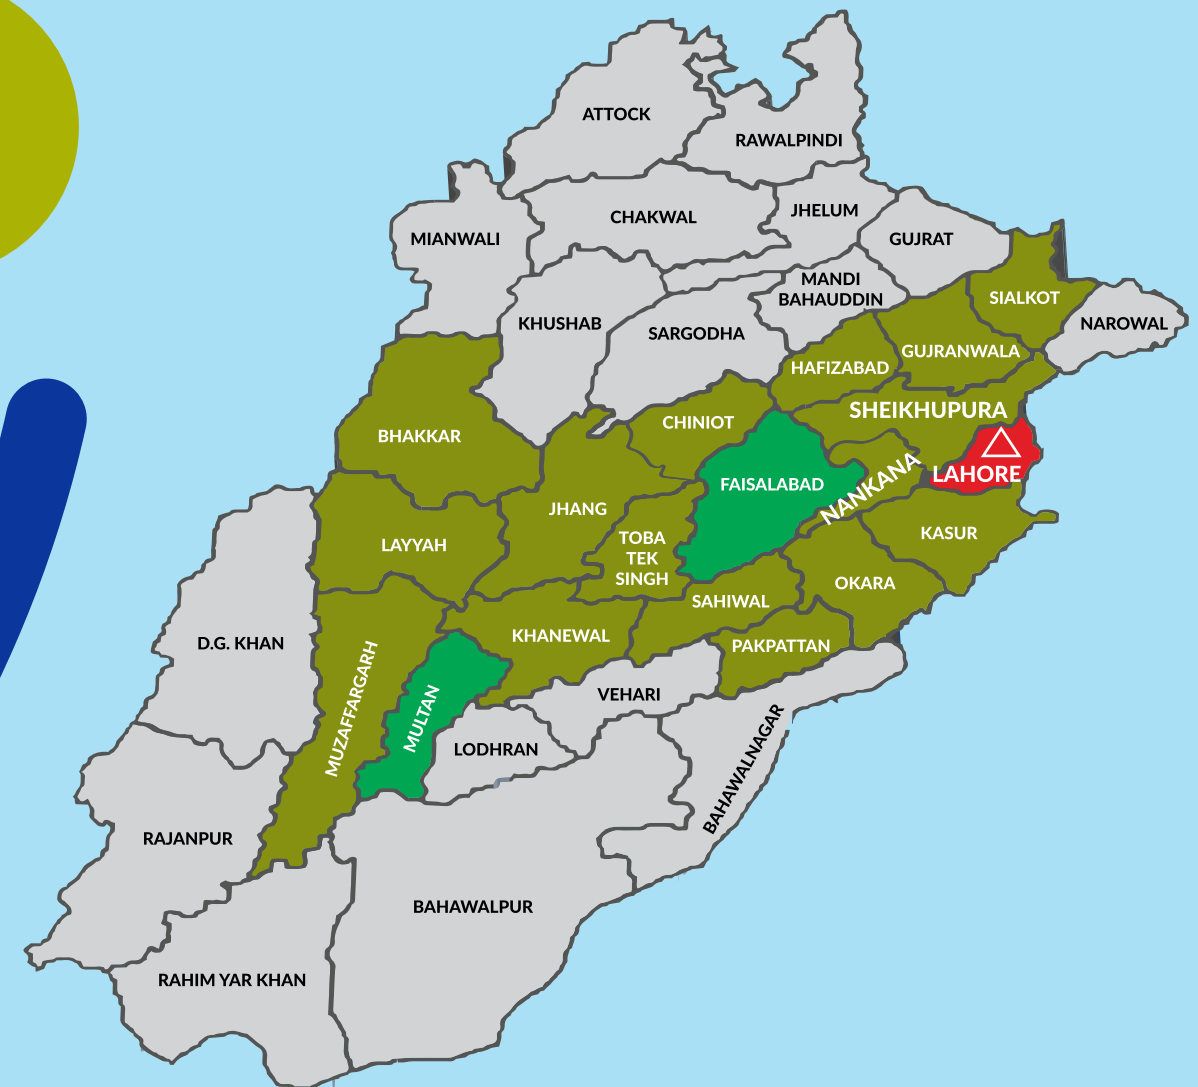 ATTOCK
RAWALPINDI
CHAKWAL
JHELUM
MIANWALI
GUJRAT
MANDI
BAHAUDDIN
SIALKOT
KHUSHAB
SARGODHA
NAROWAL
GUJRANWALA
HAFIZABAD
SHEIKHUPURA
CHINIOT
BHAKKAR
LAHORE
FAISALABAD
NANKANA
JHANG
KASUR
LAYYAH
TOBA
TEK
SINGH
OKARA
SAHIWAL
KHANEWAL
D.G. KHAN
PAKPATTAN
VEHARI
MUZAFFARGARH
MULTAN
LODHRAN
BAHAWALNAGAR
RAJANPUR
BAHAWALPUR
RAHIM YAR KHAN